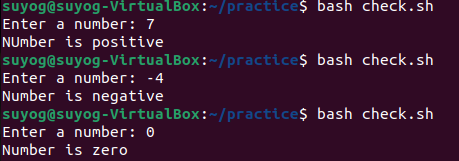 suyog@suyog-VirtualBox:~/practice$ bash check.sh
Enter a number: 7
NUmber is positive
suyog@suyog-VirtualBox:~/practice$ bash check.sh
Enter a number: -4
Number is negative
suyog@suyog-VirtualBox:~/practice$ bash check.sh
Enter a number: 0
Number is zero